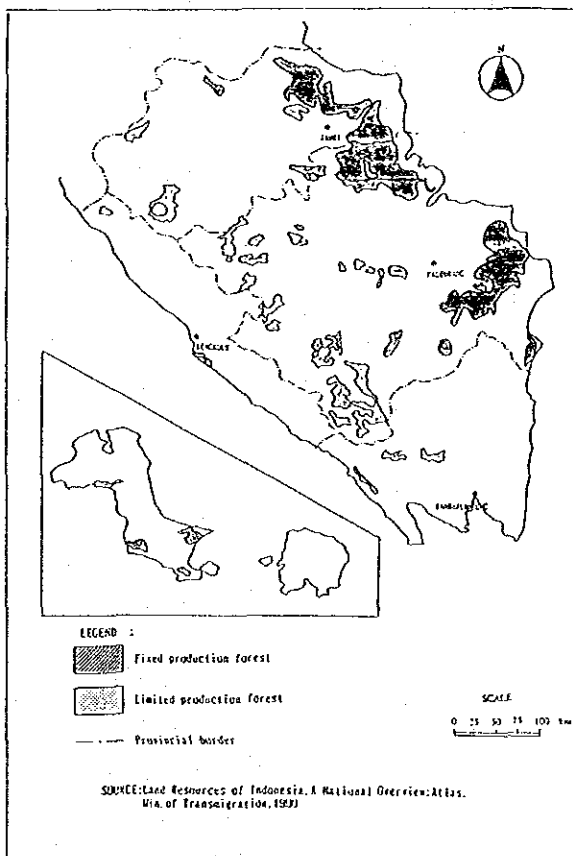 N
JAMBI
PALEMBANG
BENGKULU
LEGEND :
Fixed production forest
Limited production forest
Provincial border
SCALE
0 25 50 75 100 km
SOURCE:Land Resources of Indonesia, A National Overview:Atlas.
Min. of Transmigration, 1990